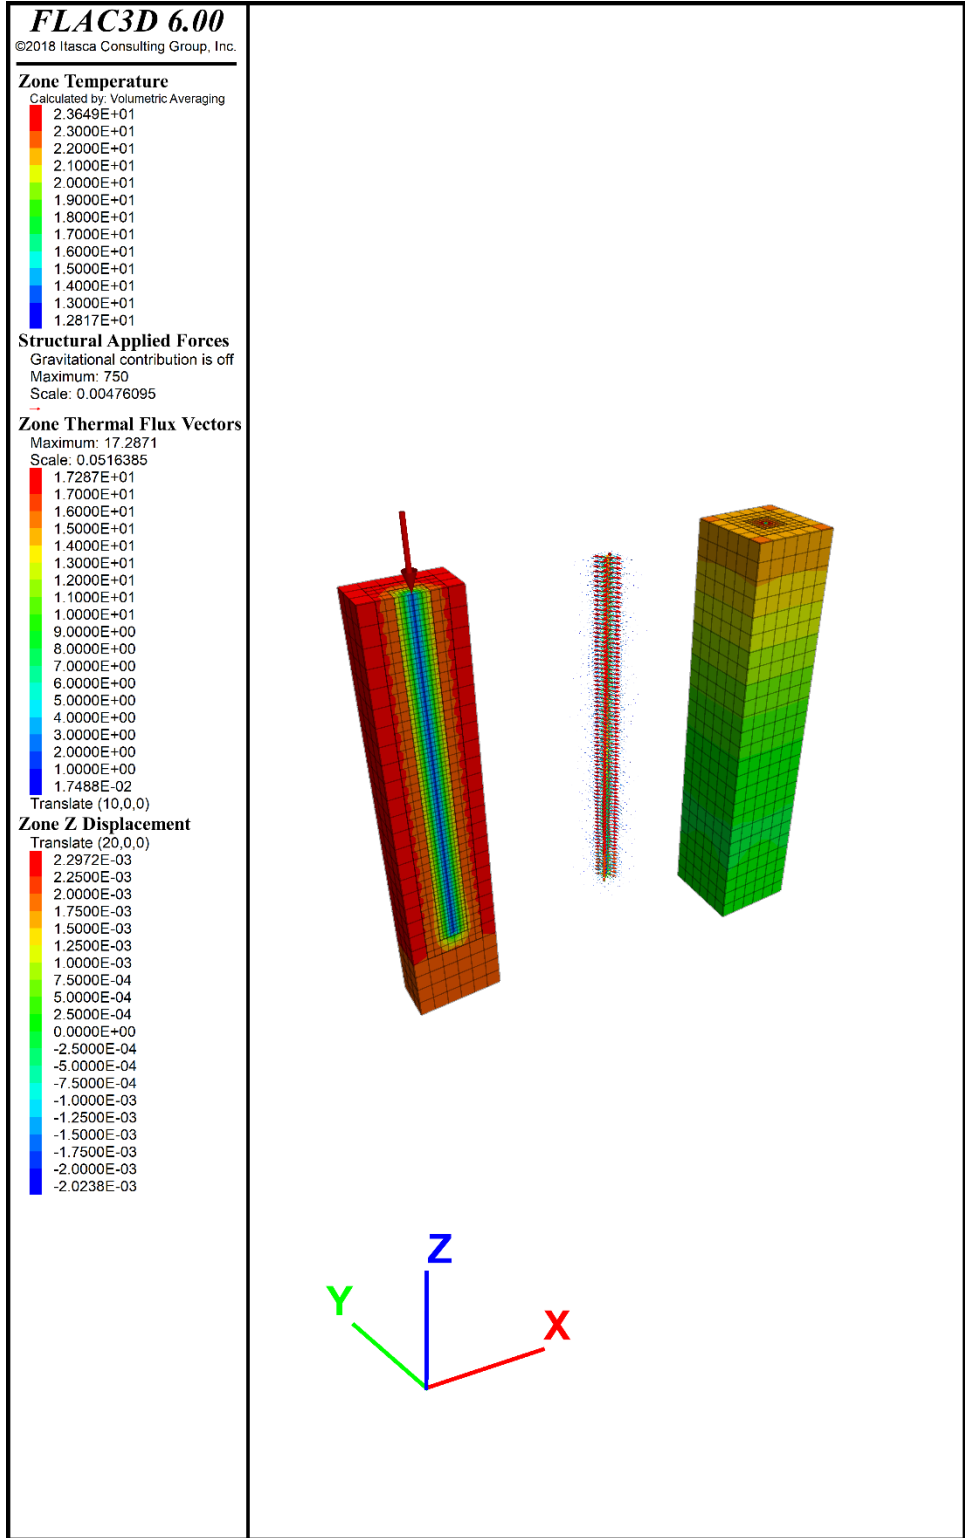 FLAC3D 6.00
©2018 Itasca Consulting Group, Inc.
Zone Temperature
Calculated by: Volumetric Averaging
2.3649E+01
2.3000E+01
2.2000E+01
2.1000E+01
2.0000E+01
1.9000E+01
1.8000E+01
1.7000E+01
1.6000E+01
1.5000E+01
1.4000E+01
1.3000E+01
1.2817E+01
Structural Applied Forces
Gravitational contribution is off
Maximum: 750
Scale: 0.00476095
Zone Thermal Flux Vectors
Maximum: 17.2871
Scale: 0.0516385
1.7287E+01
1.7000E+01
1.6000E+01
1.5000E+01
1.4000E+01
1.3000E+01
1.2000E+01
1.1000E+01
1.0000E+01
9.0000E+00
8.0000E+00
7.0000E+00
6.0000E+00
5.0000E+00
4.0000E+00
3.0000E+00
2.0000E+00
1.0000E+00
1.7488E-02
Translate (10,0,0)
Zone Z Displacement
Translate (20,0,0)
2.2972E-03
2.2500E-03
2.0000E-03
1.7500E-03
1.5000E-03
1.2500E-03
1.0000E-03
7.5000E-04
5.0000E-04
2.5000E-04
0.0000E+00
-2.5000E-04
-5.0000E-04
-7.5000E-04
-1.0000E-03
-1.2500E-03
-1.5000E-03
-1.7500E-03
-2.0000E-03
-2.0238E-03
Z
Y
X